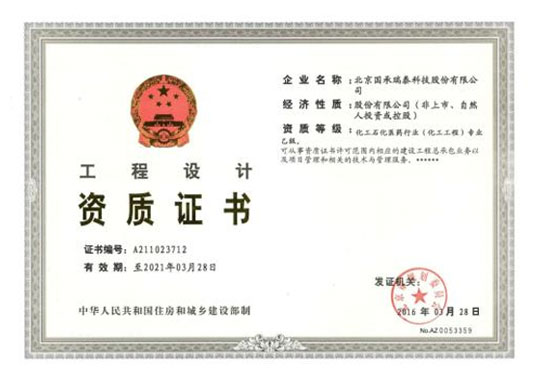 企业名称：北京国承瑞泰科技股份有限公
司
经济性质：股份有限公司（非上市、自然
人投资或控股）
资质等级：化工石化医药行业（化工工程）专业
乙级。
可从事资质证书许可范围内相应的建设工程总承包业务以
及项目管理和相关的技术与管理服务。******
工程设计
资质证书
证书编号：A211023712
有效期：至2021年03月28日
中华人民共和国住房和城乡建设部制
发证机关：
2016年03月28日
No.AZ 0053359